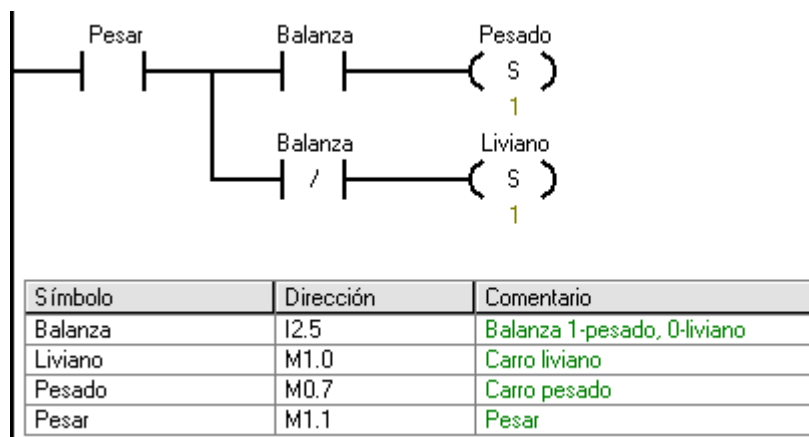 Pesar Balanza Pesado
S
1
Balanza Liviano
/ S
1
Símbolo Dirección Comentario
Balanza I2.5 Balanza 1-pesado, 0-liviano
Liviano M1.0 Carro liviano
Pesado M0.7 Carro pesado
Pesar M1.1 Pesar